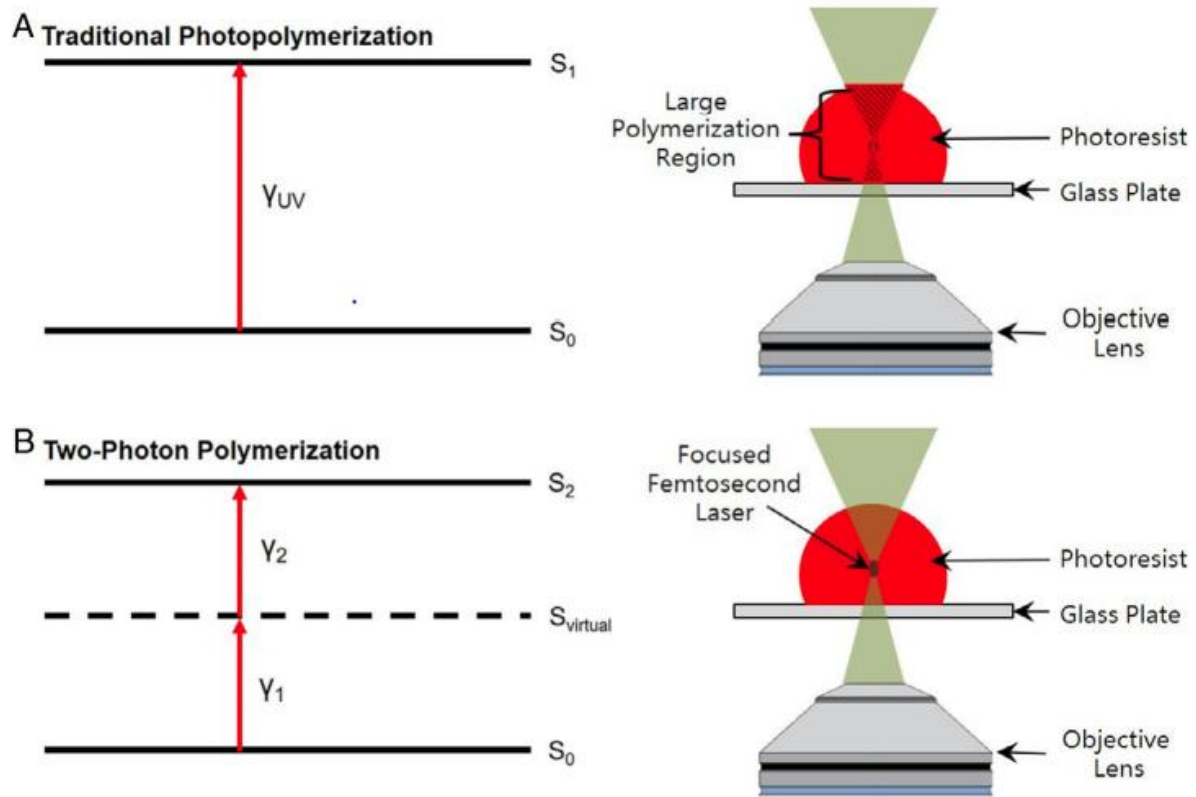 A Traditional Photopolymerization
S₁
γUV
S₀
Large
Polymerization
Region
Photoresist
Glass Plate
Objective
Lens
B Two-Photon Polymerization
S₂
γ₂
Svirtual
γ₁
S₀
Focused
Femtosecond
Laser
Photoresist
Glass Plate
Objective
Lens